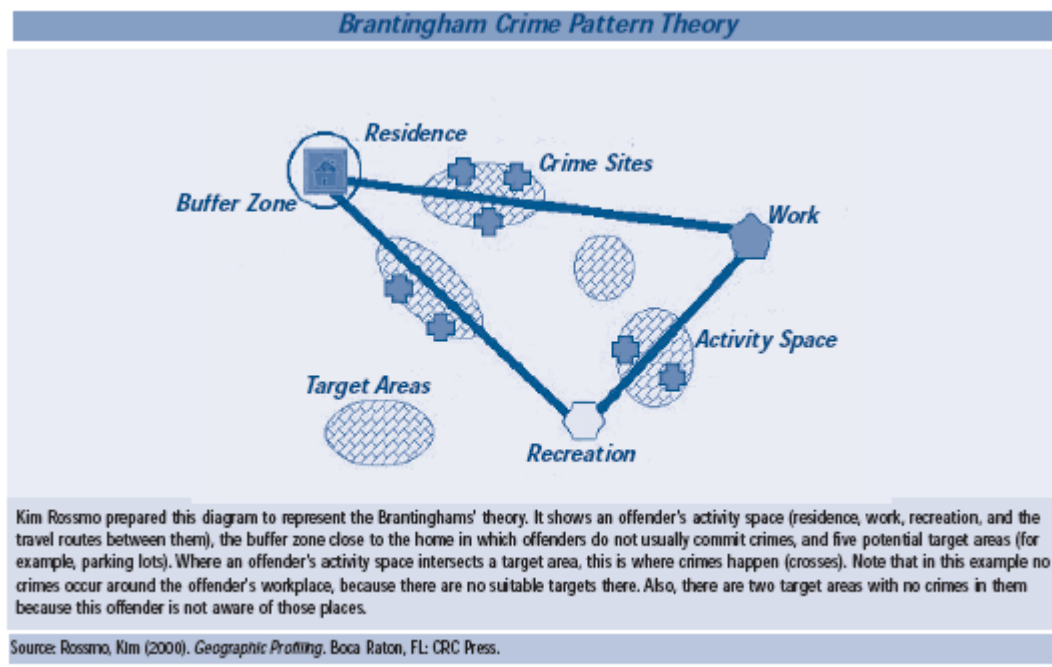 Brantingham Crime Pattern Theory
Residence
Crime Sites
Buffer Zone
Work
Activity Space
Target Areas
Recreation
Kim Rossmo prepared this diagram to represent the Brantinghams' theory. It shows an offender's activity space (residence, work, recreation, and the
travel routes between them), the buffer zone close to the home in which offenders do not usually commit crimes, and five potential target areas (for
example, parking lots). Where an offender's activity space intersects a target area, this is where crimes happen (crosses). Note that in this example no
crimes occur around the offender's workplace, because there are no suitable targets there. Also, there are two target areas with no crimes in them
because this offender is not aware of those places.
Source: Rossmo, Kim (2000). Geographic Profiling. Boca Raton, FL: CRC Press.